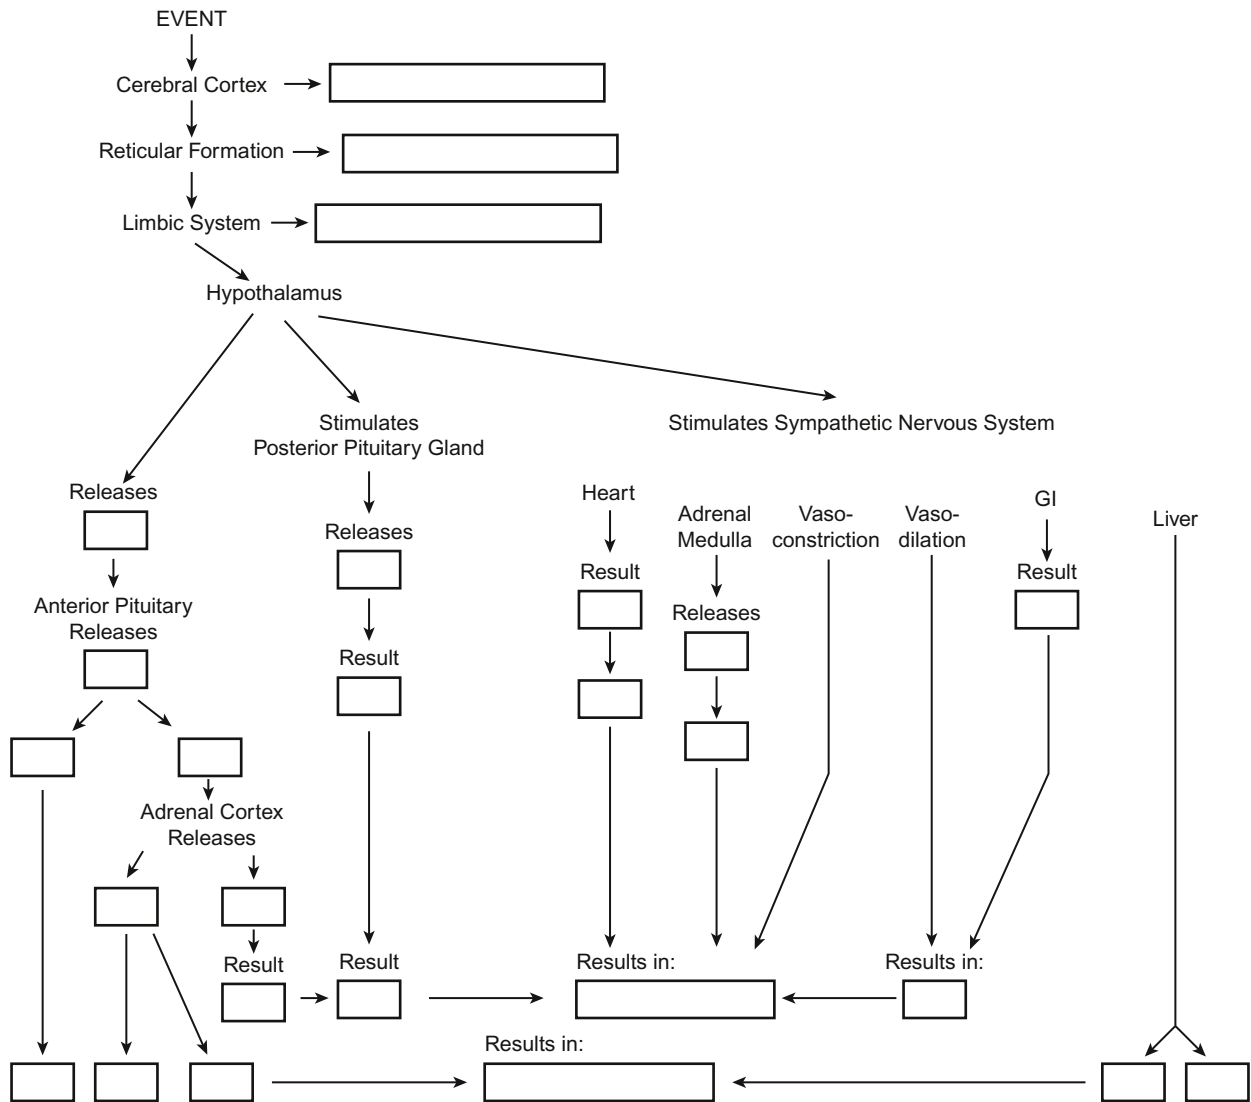 EVENT
Cerebral Cortex
Reticular Formation
Limbic System
Hypothalamus
Stimulates
Posterior Pituitary Gland
Stimulates Sympathetic Nervous System
Releases
Anterior Pituitary
Releases
Adrenal Cortex
Releases
Result
Releases
Result
Result
Heart
Result
Adrenal
Medulla
Releases
Vaso-
constriction
Vaso-
dilation
GI
Result
Liver
Results in:
Results in:
Results in: